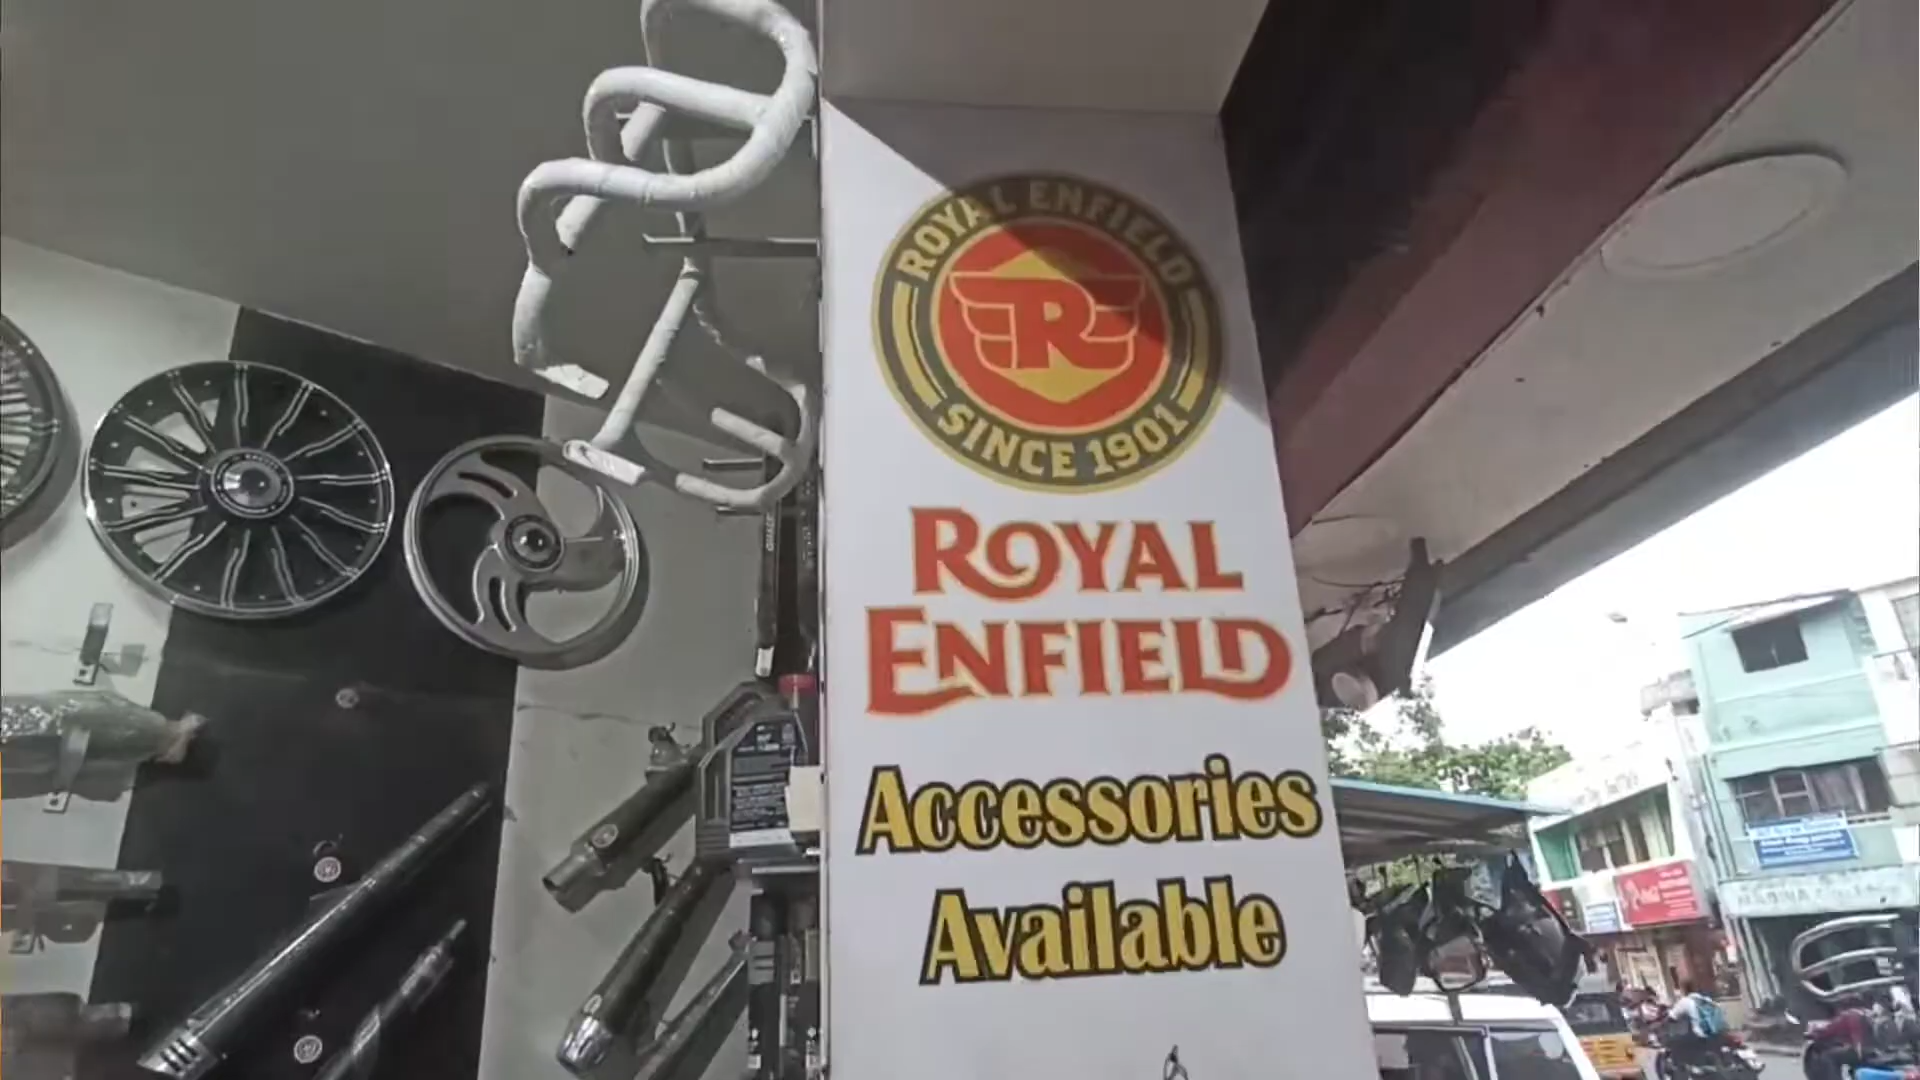 ROYAL ENFIELD
R
SINCE 1901
ROYAL
ENFIELD
Accessories
Available